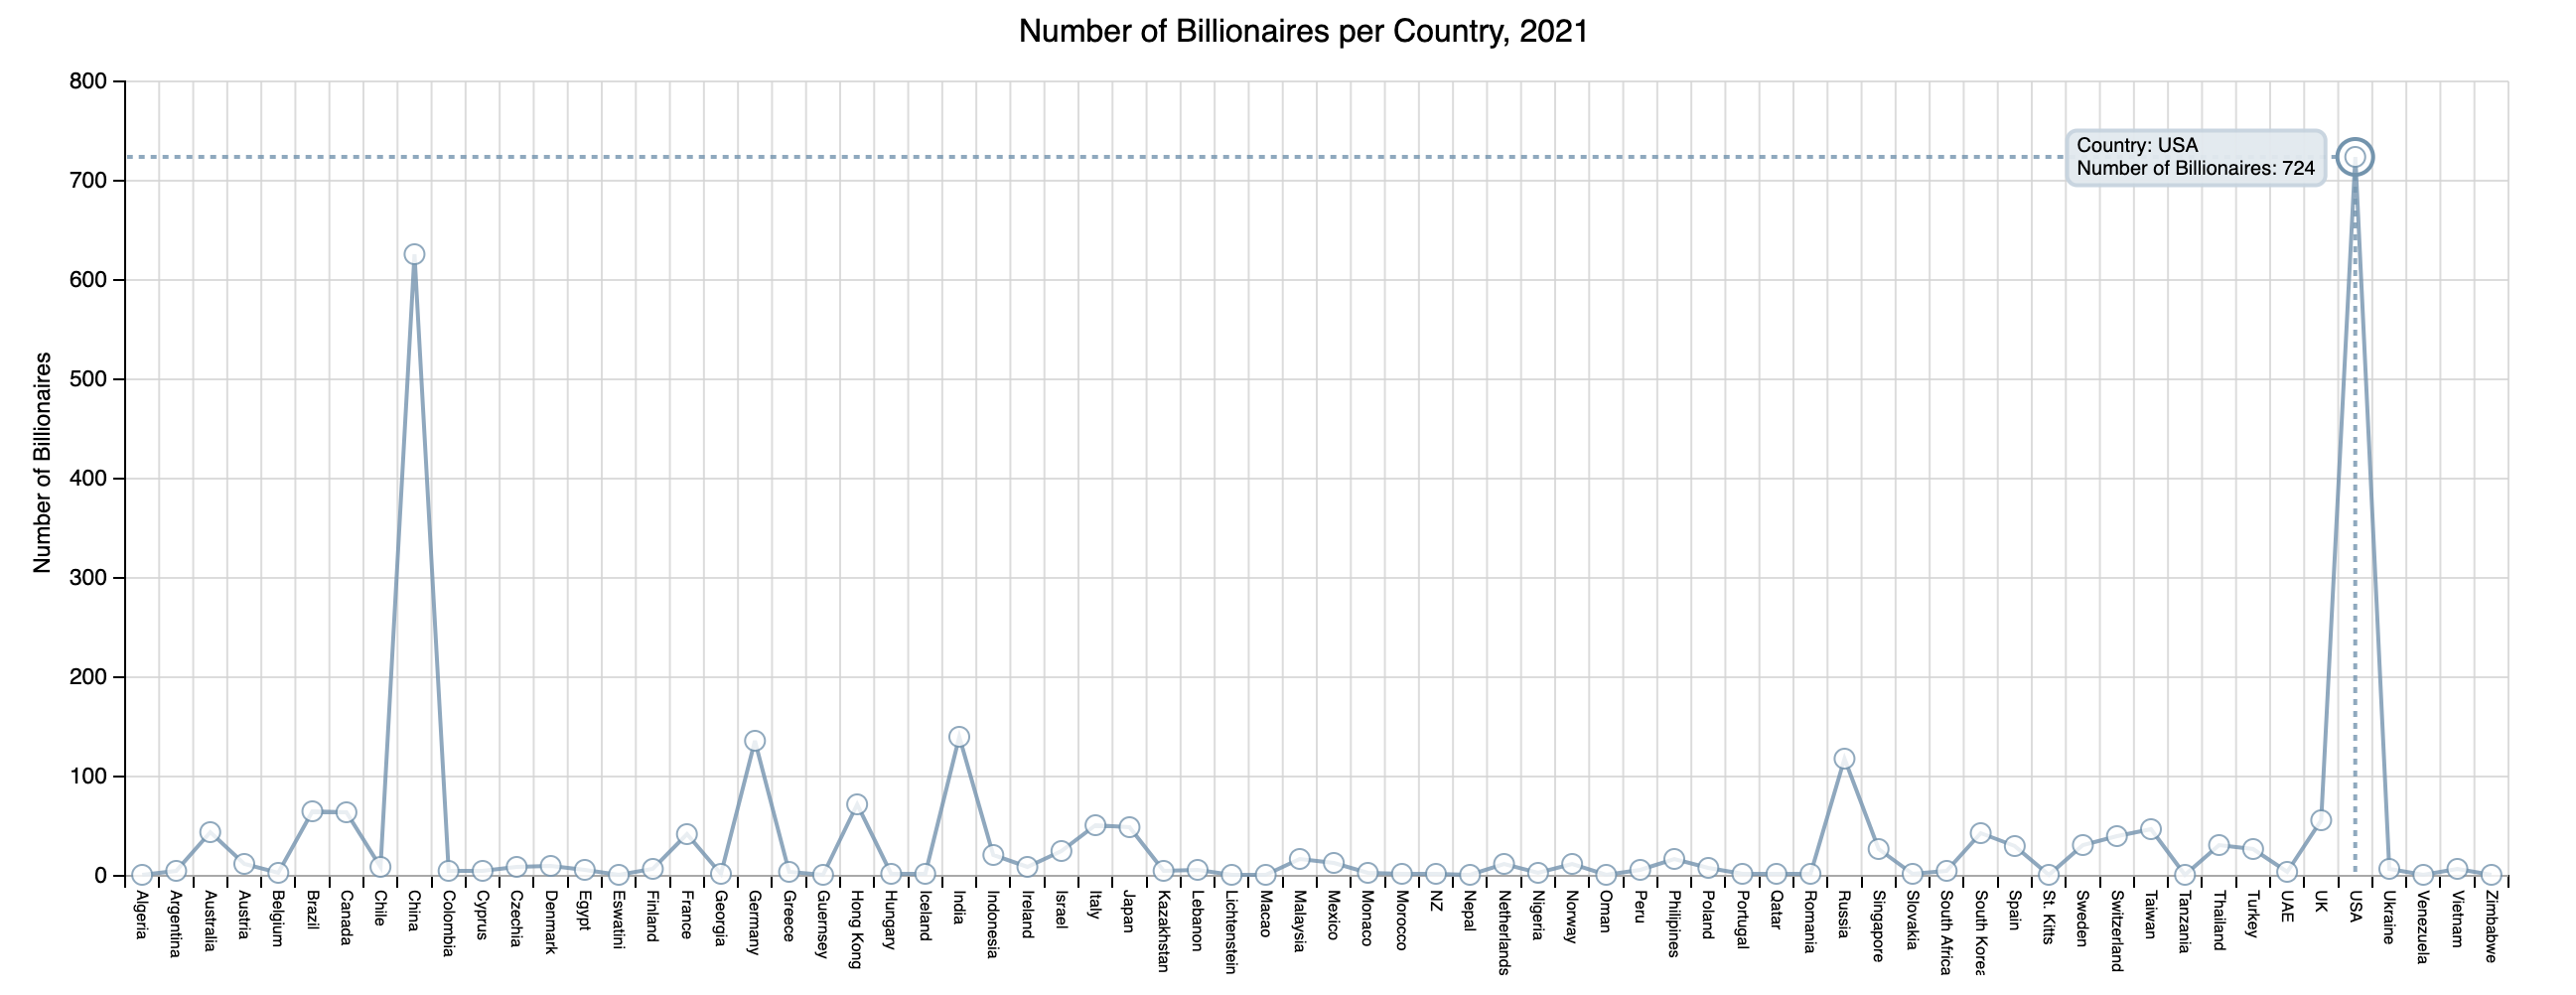 Number of Billionaires per Country, 2021
800
700
600
500
400
300
200
100
0
Number of Billionaires
Country: USA
Number of Billionaires: 724
Algeria
Argentina
Australia
Austria
Belgium
Brazil
Canada
Chile
China
Colombia
Cyprus
Czechia
Denmark
Egypt
Eswatini
Finland
France
Georgia
Germany
Greece
Guernsey
Hong Kong
Hungary
Iceland
India
Indonesia
Ireland
Israel
Italy
Japan
Kazakhstan
Lebanon
Lichtenstein
Macao
Malaysia
Mexico
Monaco
Morocco
NZ
Nepal
Netherlands
Nigeria
Norway
Oman
Peru
Philipines
Poland
Portugal
Qatar
Romania
Russia
Singapore
Slovakia
South Africa
South Korea
Spain
St. Kitts
Sweden
Switzerland
Taiwan
Tanzania
Thailand
Turkey
UAE
UK
USA
Ukraine
Venezuela
Vietnam
Zimbabwe